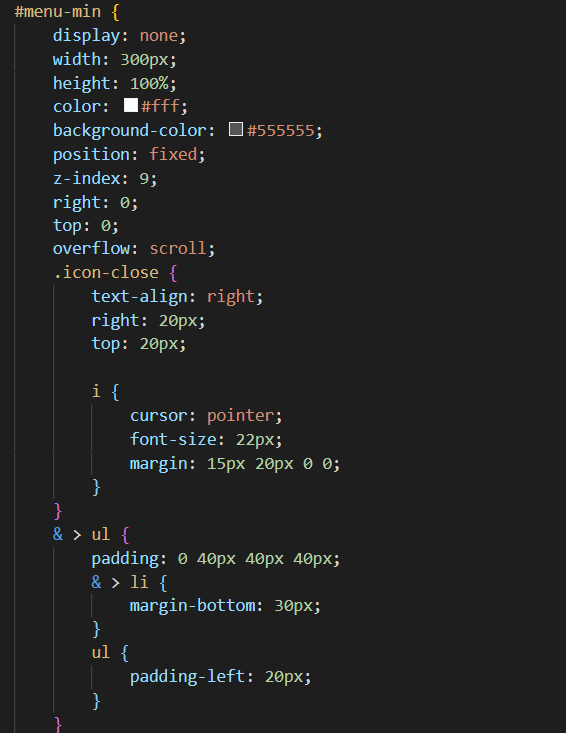 #menu-min {
    display: none;
    width: 300px;
    height: 100%;
    color: #fff;
    background-color: #555555;
    position: fixed;
    z-index: 9;
    right: 0;
    top: 0;
    overflow: scroll;
    .icon-close {
        text-align: right;
        right: 20px;
        top: 20px;

        i {
            cursor: pointer;
            font-size: 22px;
            margin: 15px 20px 0 0;
        }
    }
    & > ul {
        padding: 0 40px 40px 40px;
        & > li {
            margin-bottom: 30px;
        }
        ul {
            padding-left: 20px;
        }
    }